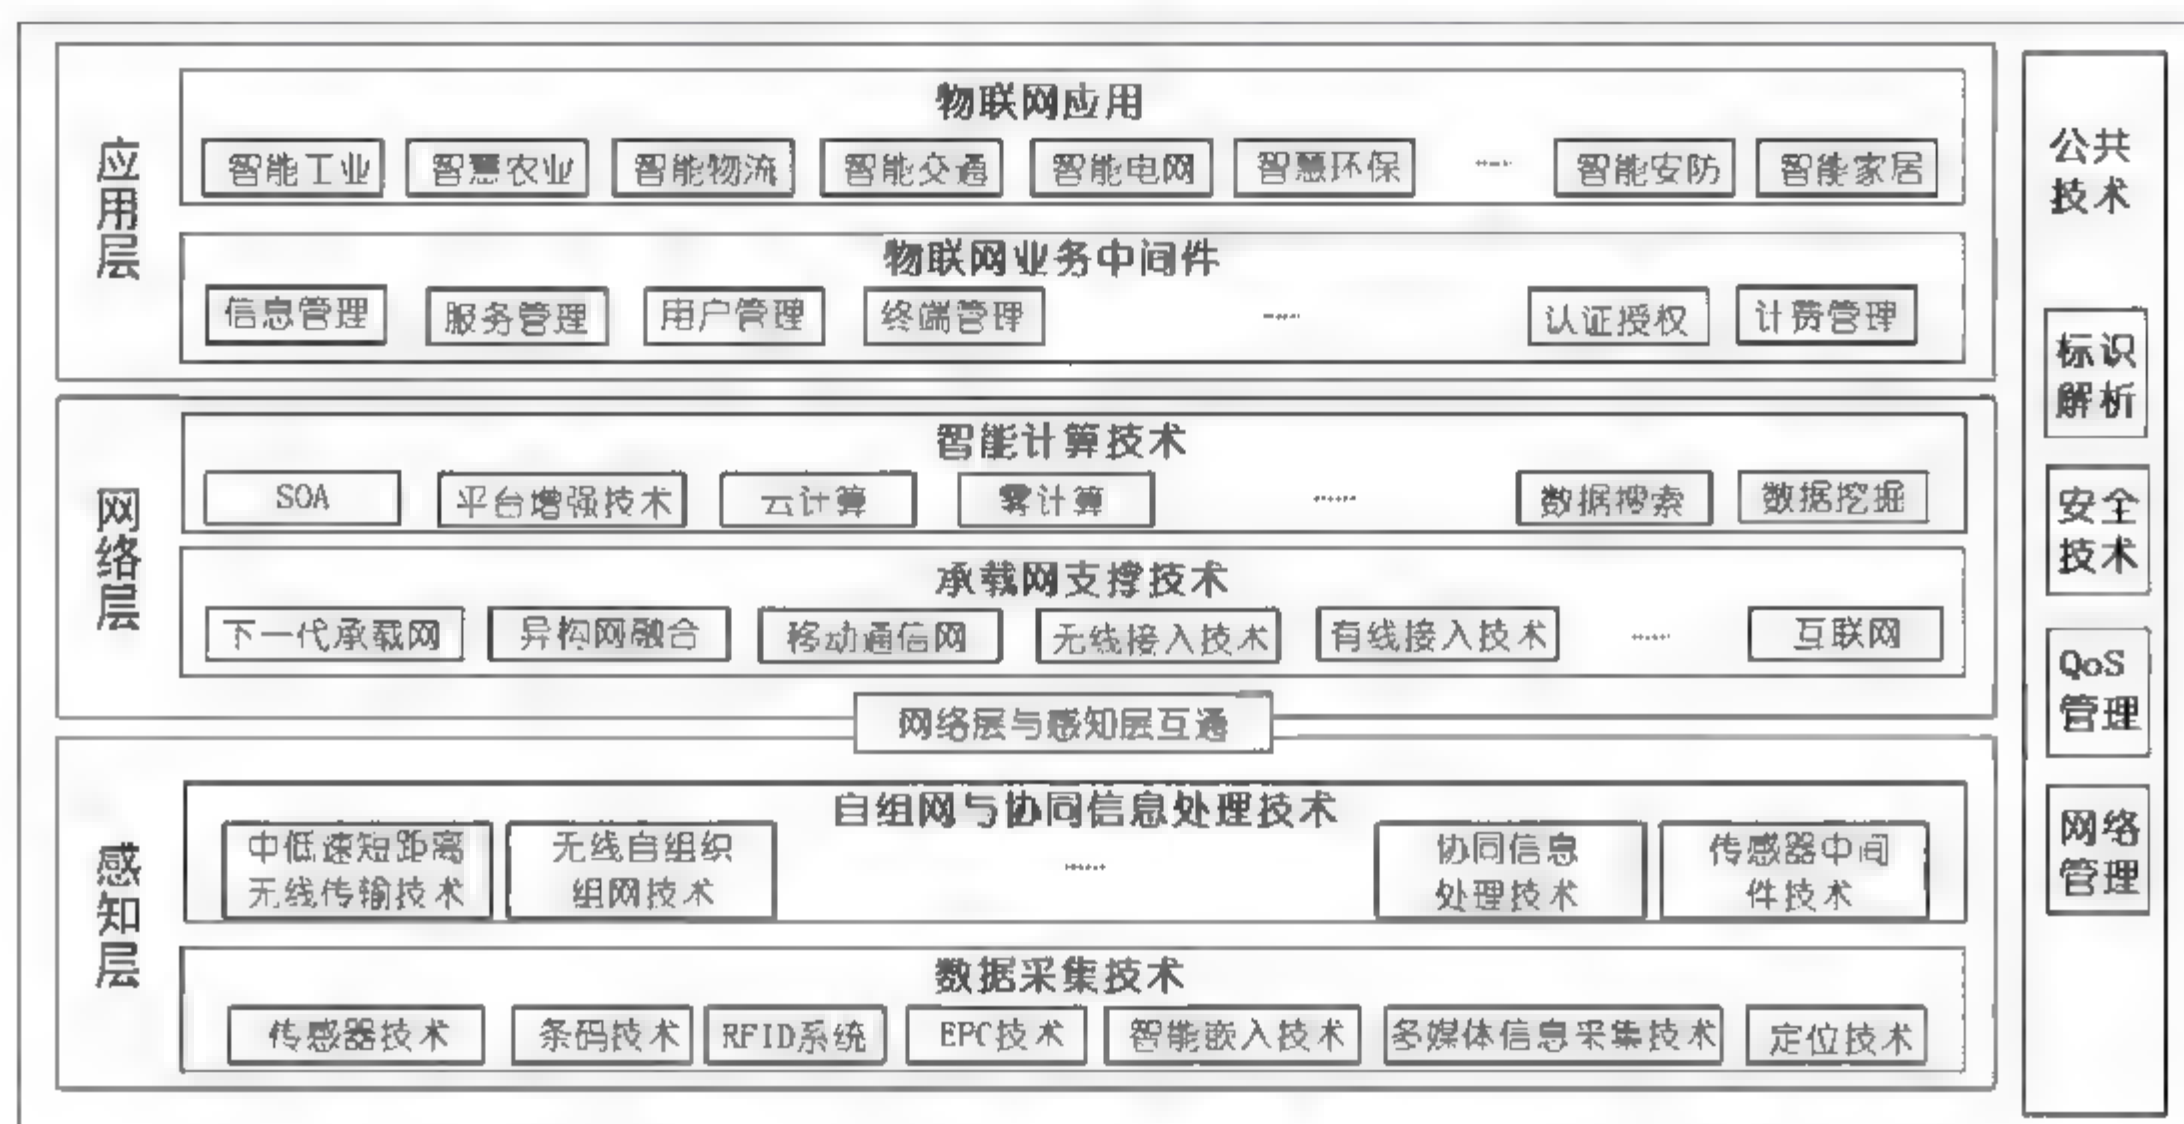 应用层
物联网应用
智能工业 智慧农业 智能物流 智能交通 智能电网 智慧环保 …… 智能安防 智能家居
物联网业务中间件
信息管理 服务管理 用户管理 终端管理 …… 认证授权 计费管理
网络层
智能计算技术
SOA 平台增强技术 云计算 雾计算 …… 数据搜索 数据挖掘
承载网支撑技术
下一代承载网 异构网融合 移动通信网 无线接入技术 有线接入技术 …… 互联网
网络层与感知层互通
感知层
自组网与协同信息处理技术
中低速短距离
无线传输技术
无线自组织
组网技术
……
协同信息
处理技术
传感器中间
件技术
数据采集技术
传感器技术 条码技术 RFID系统 EPC技术 智能嵌入技术 多媒体信息采集技术 定位技术
公共
技术
标识
解析
安全
技术
QoS
管理
网络
管理